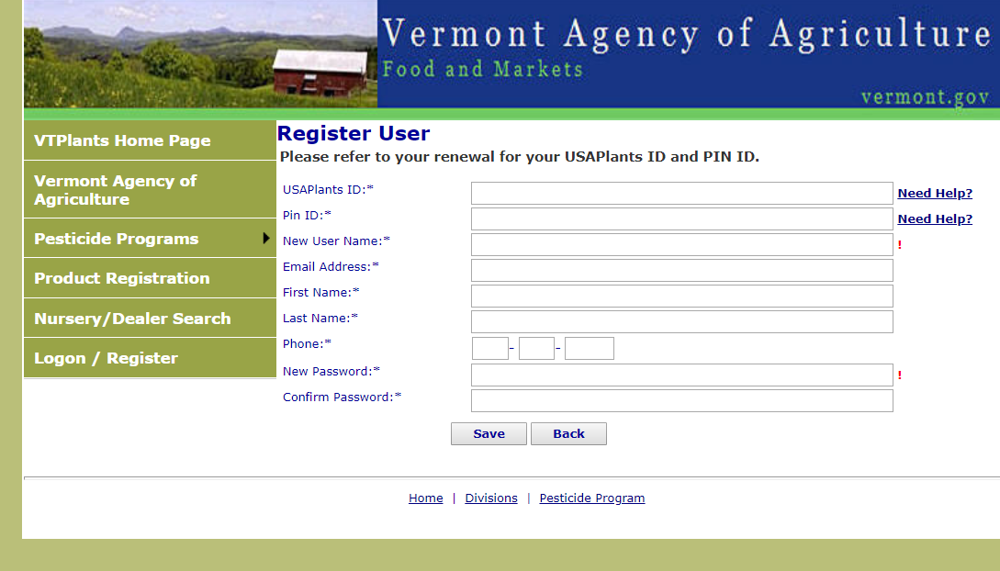 Vermont Agency of Agriculture
Food and Markets
vermont.gov
VTPlants Home Page
Vermont Agency of
Agriculture
Pesticide Programs
Product Registration
Nursery/Dealer Search
Logon / Register
Register User
Please refer to your renewal for your USAPlants ID and PIN ID.
USAPlants ID:* Need Help?
Pin ID:* Need Help?
New User Name:* !
Email Address:*
First Name:*
Last Name:*
Phone:* - -
New Password:* !
Confirm Password:*
Save Back
Home | Divisions | Pesticide Program